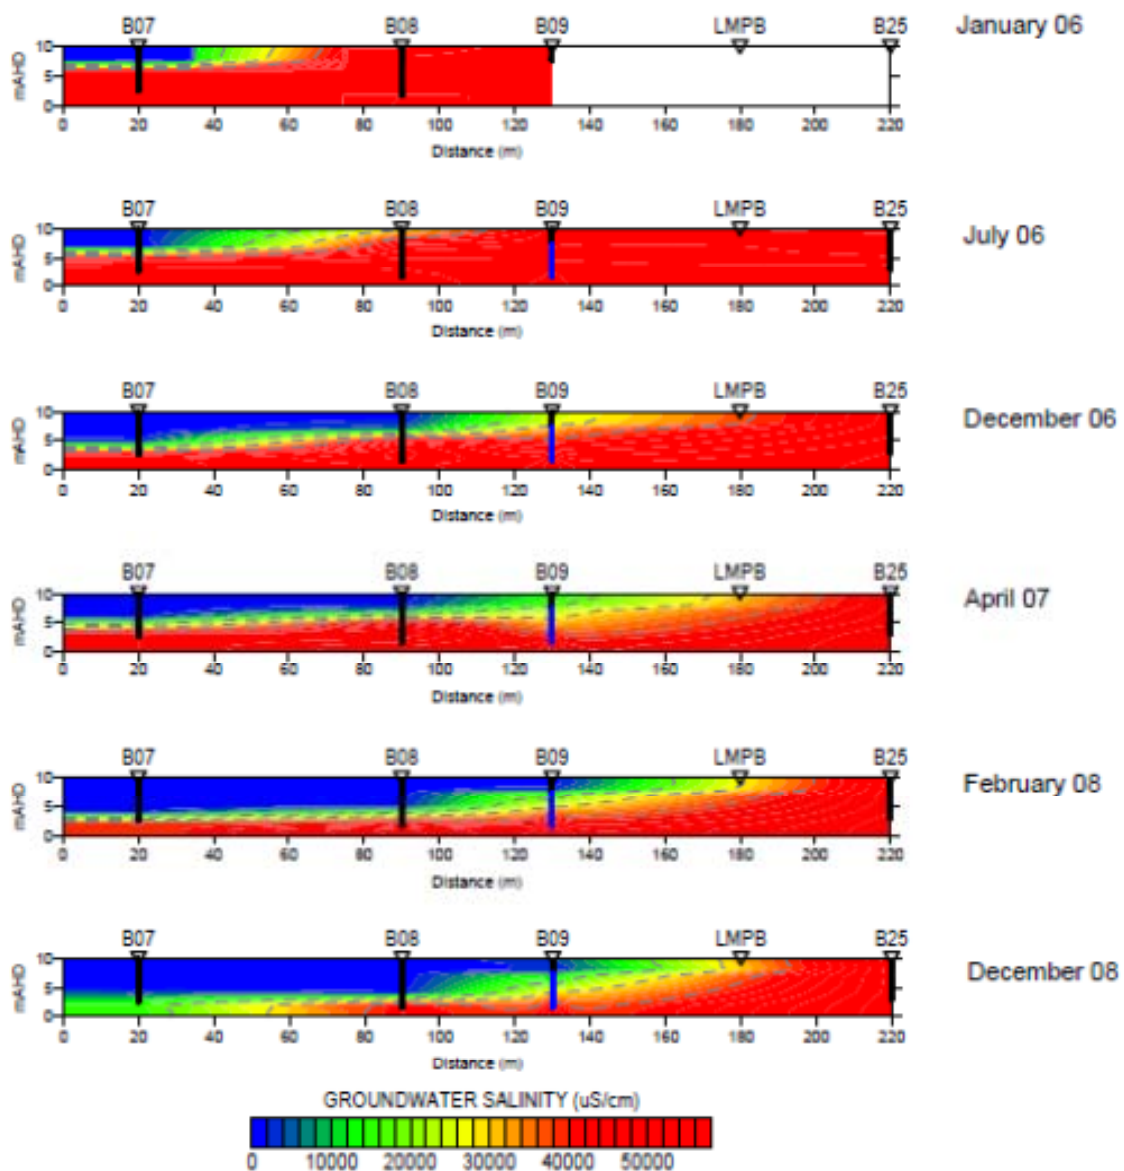 B07 B08 B09 LMPB B25 January 06
10
5
0
mAHD
0 20 40 60 80 100 120 140 160 180 200 220
Distance (m)
B07 B08 B09 LMPB B25
July 06
10
5
0
mAHD
0 20 40 60 80 100 120 140 160 180 200 220
Distance (m)
B07 B08 B09 LMPB B25
December 06
10
5
0
mAHD
0 20 40 60 80 100 120 140 160 180 200 220
Distance (m)
B07 B08 B09 LMPB B25
April 07
10
5
0
mAHD
0 20 40 60 80 100 120 140 160 180 200 220
Distance (m)
B07 B08 B09 LMPB B25
February 08
10
5
0
mAHD
0 20 40 60 80 100 120 140 160 180 200 220
Distance (m)
B07 B08 B09 LMPB B25
December 08
10
5
0
mAHD
0 20 40 60 80 100 120 140 160 180 200 220
Distance (m)
GROUNDWATER SALINITY (uS/cm)
0 10000 20000 30000 40000 50000